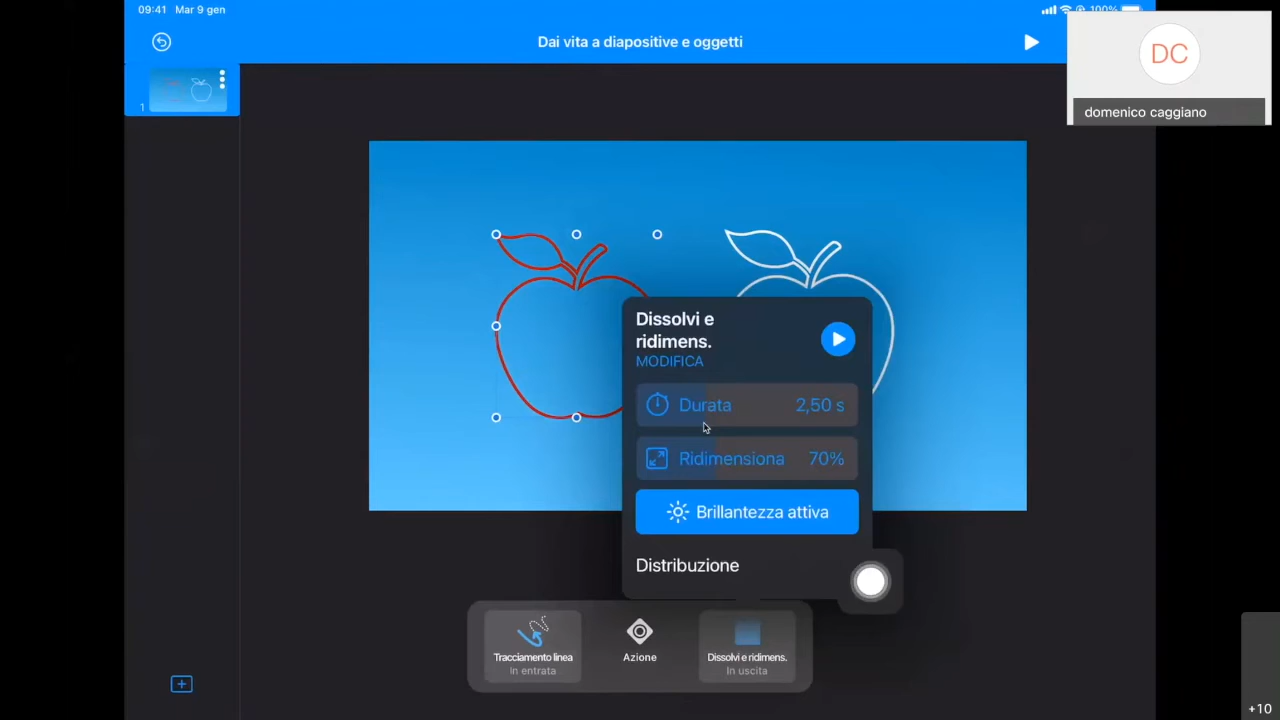 09:41 Mar 9 gen
100%
Dai vita a diapositive e oggetti
DC
domenico caggiano
1
Dissolvi e
ridimens.
MODIFICA
Durata 2,50 s
Ridimensiona 70%
Brillantezza attiva
Distribuzione
Tracciamento linea
In entrata
Azione
Dissolvi e ridimens.
In uscita
+10